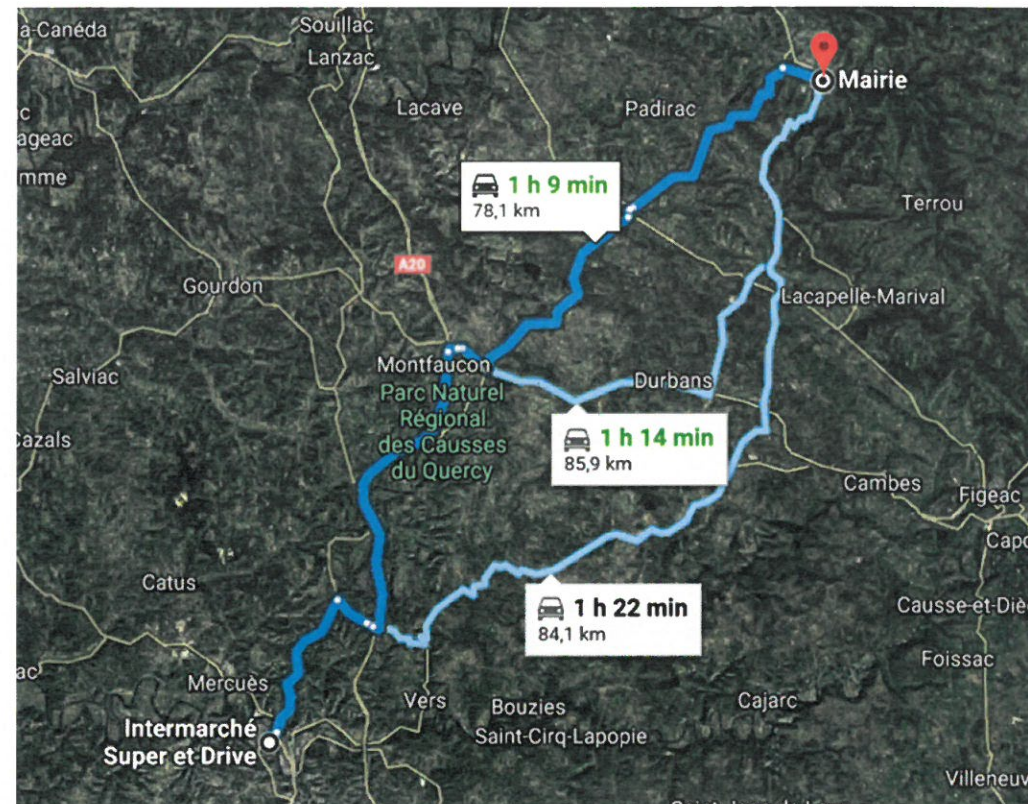 a-Canéda
Souillac
Lanzac
Mairie
Lacave
Padirac
ac
ageac
mme
1 h 9 min
78,1 km
Terrou
A20
Gourdon
Lacapelle-Marival
Montfaucon
Salviac
Durbans
Parc Naturel
Régional
des Causses
du Quercy
Cazals
1 h 14 min
85,9 km
Cambes
Figeac
Capd
Catus
1 h 22 min
84,1 km
Causse-et-Diè
Foissac
ac
Mercuès
Vers
Bouzies
Cajarc
Intermarché
Super et Drive
Saint-Cirq-Lapopie
Villeneuv